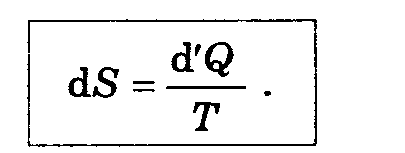 dS = d′Q / T .